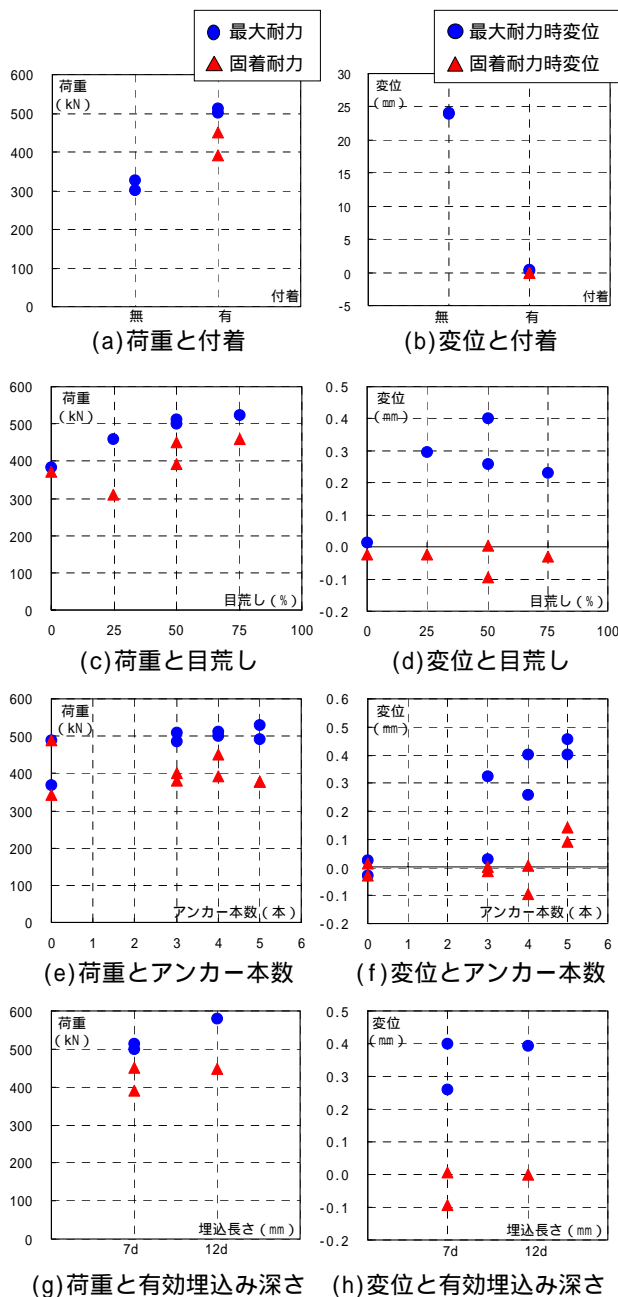 最大耐力
固着耐力
最大耐力時変位
固着耐力時変位
600
500
400
300
200
100
0
荷重
(kN)
無
有
付着
(a)荷重と付着
30
25
20
15
10
5
0
-5
変位
(mm)
無
有
付着
(b)変位と付着
600
500
400
300
200
100
0
荷重
(kN)
0 25 50 75 100
目荒し(%)
(c)荷重と目荒し
0.5
0.4
0.3
0.2
0.1
0.0
-0.1
-0.2
変位
(mm)
0 25 50 75 100
目荒し(%)
(d)変位と目荒し
600
500
400
300
200
100
0
荷重
(kN)
アンカー本数(本)
0 1 2 3 4 5 6
(e)荷重とアンカー本数
0.6
0.5
0.4
0.3
0.2
0.1
0.0
-0.1
-0.2
変位
(mm)
アンカー本数(本)
0 1 2 3 4 5 6
(f)変位とアンカー本数
600
500
400
300
200
100
0
荷重
(kN)
埋込長さ(mm)
7d 12d
(g)荷重と有効埋込み深さ
0.5
0.4
0.3
0.2
0.1
0.0
-0.1
-0.2
変位
(mm)
埋込長さ(mm)
7d 12d
(h)変位と有効埋込み深さ